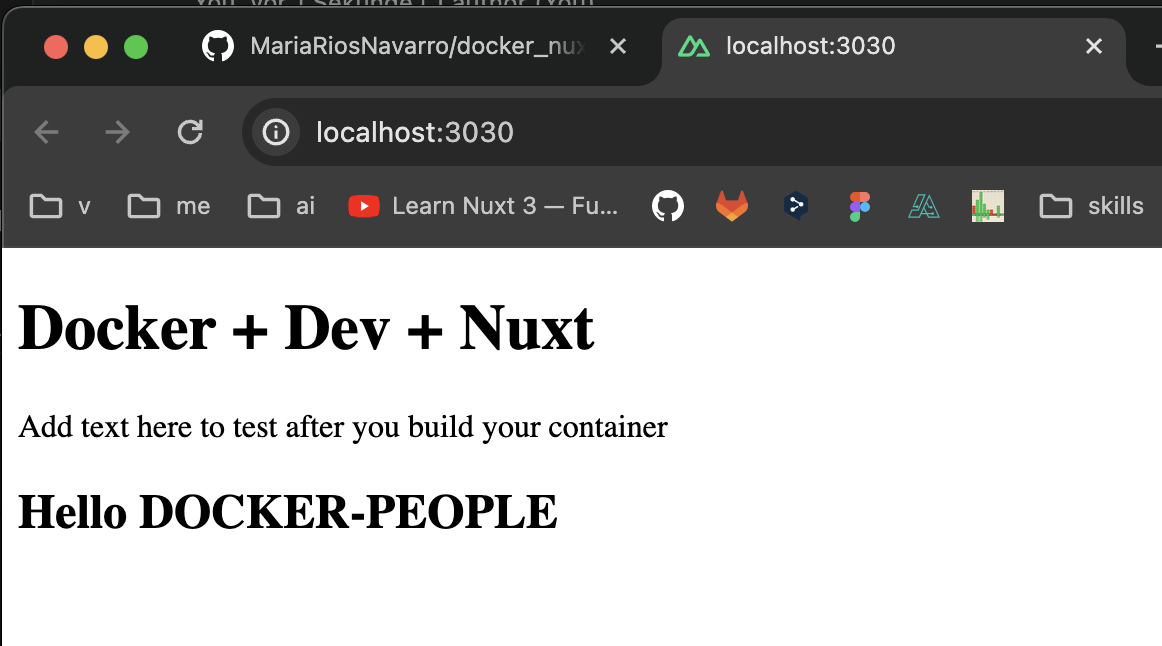 MariaRiosNavarro/docker_nux
localhost:3030
localhost:3030
v
me
ai
Learn Nuxt 3 — Fu...
skills
Docker + Dev + Nuxt
Add text here to test after you build your container
Hello DOCKER-PEOPLE